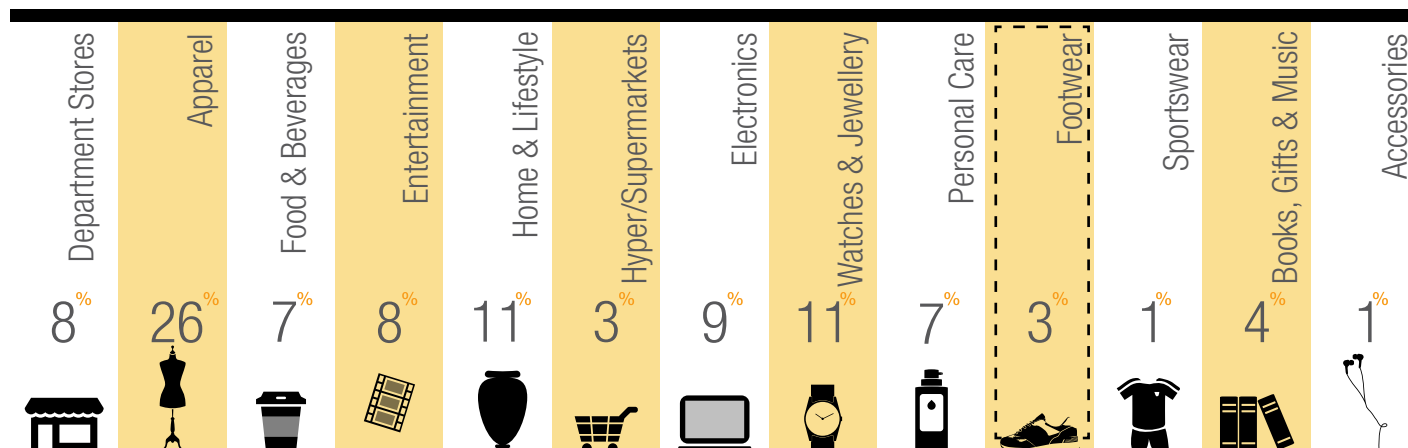 Department Stores
8%
Apparel
26%
Food & Beverages
7%
Entertainment
8%
Home & Lifestyle
11%
Hyper/Supermarkets
3%
Electronics
9%
Watches & Jewellery
11%
Personal Care
7%
Footwear
3%
Sportswear
1%
Books, Gifts & Music
4%
Accessories
1%